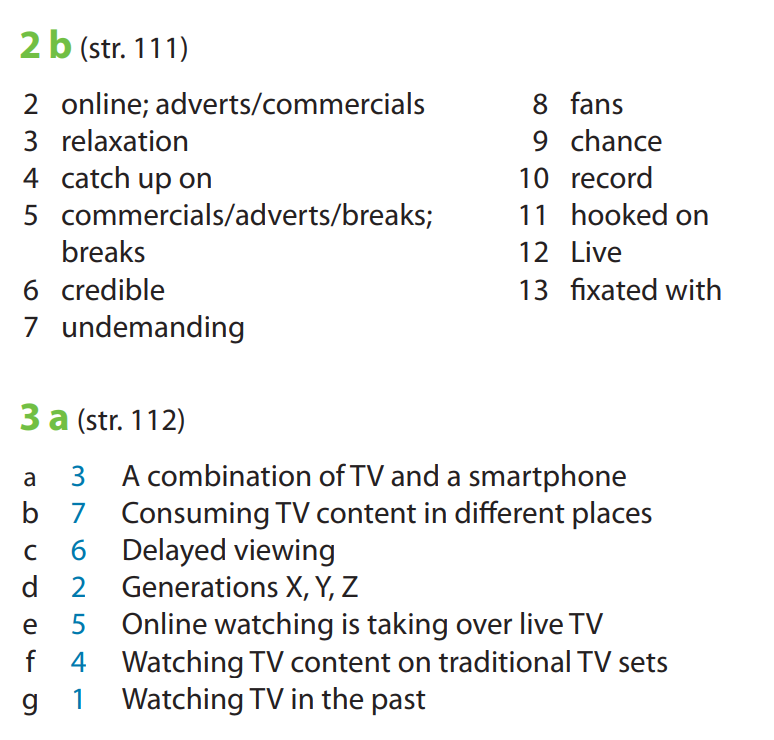 2 b (str. 111)
2 online; adverts/commercials
3 relaxation
4 catch up on
5 commercials/adverts/breaks;
breaks
6 credible
7 undemanding
8 fans
9 chance
10 record
11 hooked on
12 Live
13 fixated with
3 a (str. 112)
a 3 A combination of TV and a smartphone
b 7 Consuming TV content in different places
c 6 Delayed viewing
d 2 Generations X, Y, Z
e 5 Online watching is taking over live TV
f 4 Watching TV content on traditional TV sets
g 1 Watching TV in the past